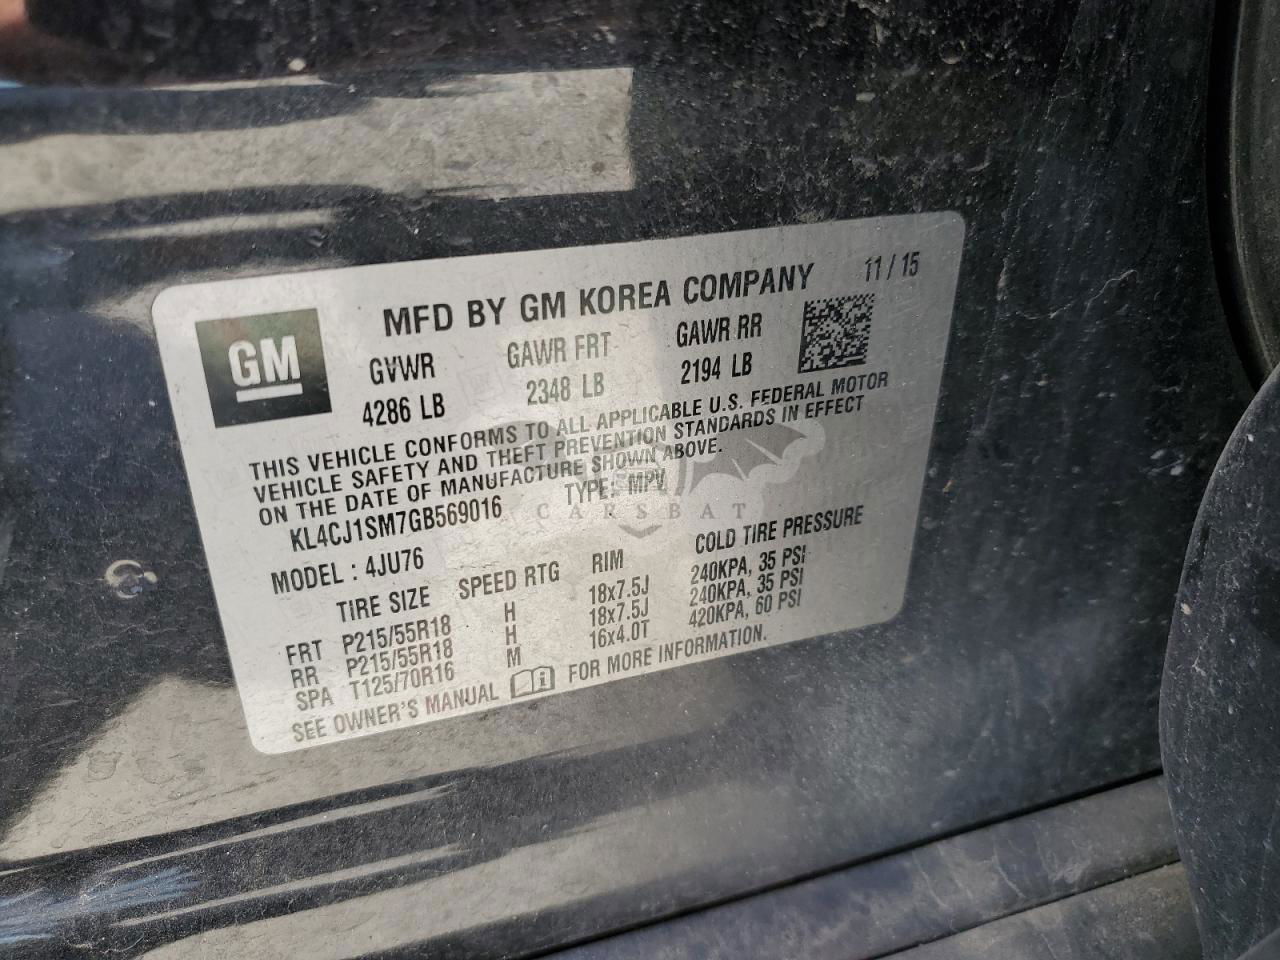 MFD BY GM KOREA COMPANY 11 / 15
GM
GVWR GAWR FRT GAWR RR
4286 LB 2348 LB 2194 LB
THIS VEHICLE CONFORMS TO ALL APPLICABLE U.S. FEDERAL MOTOR
VEHICLE SAFETY AND THEFT PREVENTION STANDARDS IN EFFECT
ON THE DATE OF MANUFACTURE SHOWN ABOVE.
KL4CJ1SM7GB569016 TYPE: MPV
CARSBAT
MODEL : 4JU76
TIRE SIZE SPEED RTG RIM COLD TIRE PRESSURE
FRT P215/55R18 H 18x7.5J 240KPA, 35 PSI
RR P215/55R18 H 18x7.5J 240KPA, 35 PSI
SPA T125/70R16 M 16x4.0T 420KPA, 60 PSI
SEE OWNER'S MANUAL i FOR MORE INFORMATION.